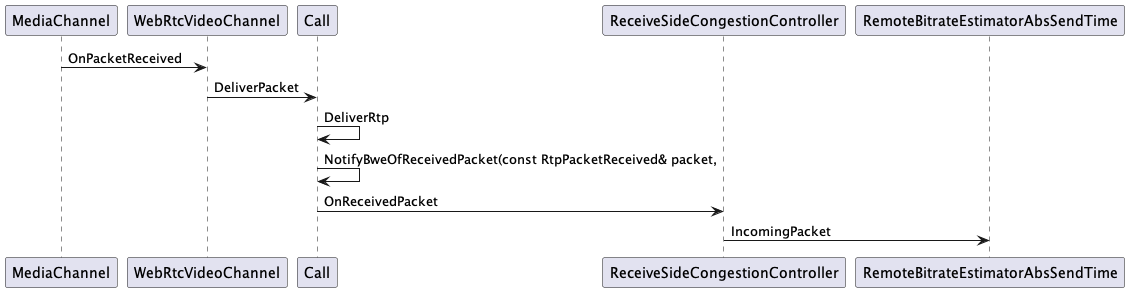 MediaChannel
WebRtcVideoChannel
Call
ReceiveSideCongestionController
RemoteBitrateEstimatorAbsSendTime
OnPacketReceived
DeliverPacket
DeliverRtp
NotifyBweOfReceivedPacket(const RtpPacketReceived& packet,
OnReceivedPacket
IncomingPacket
MediaChannel
WebRtcVideoChannel
Call
ReceiveSideCongestionController
RemoteBitrateEstimatorAbsSendTime